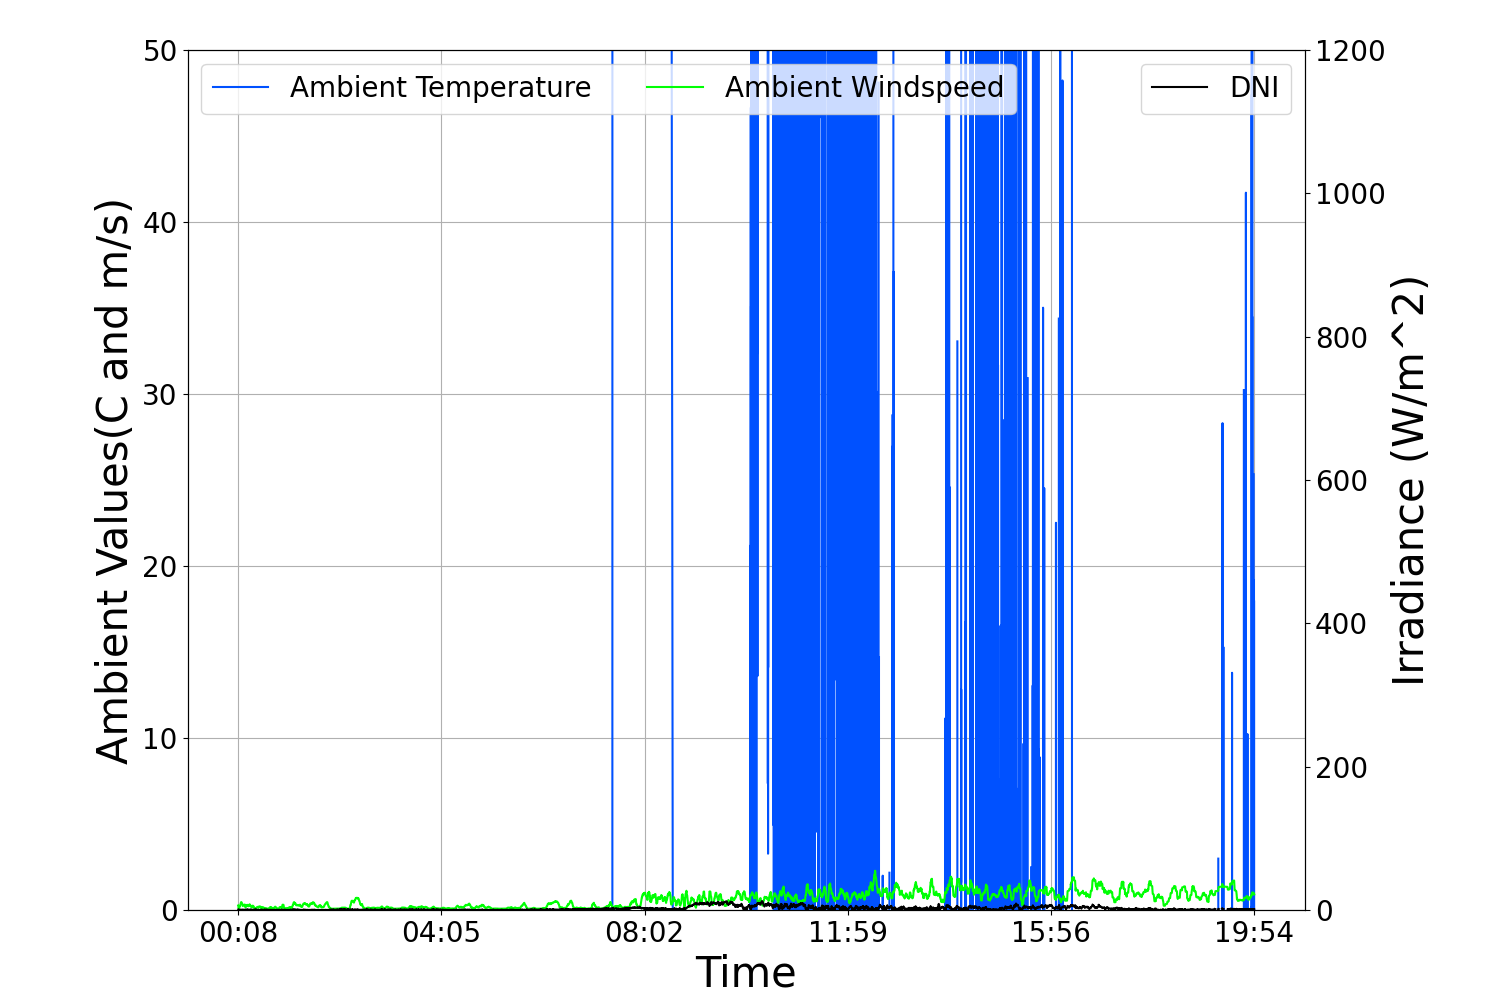 Ambient Temperature
Ambient Windspeed
DNI
50
40
30
20
10
0
Ambient Values(C and m/s)
1200
1000
800
600
400
200
0
Irradiance (W/m^2)
00:08 04:05 08:02 11:59 15:56 19:54
Time